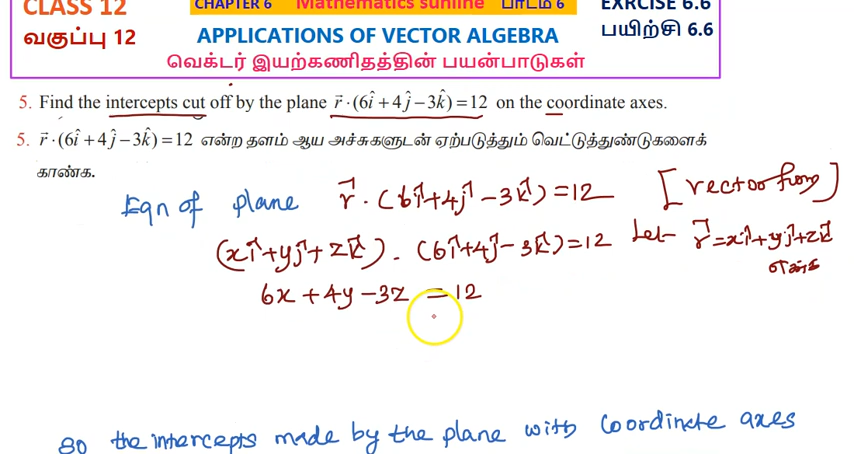 CLASS 12
வகுப்பு 12
CHAPTER 6 Mathematics sunline பாடம் 6
APPLICATIONS OF VECTOR ALGEBRA
வெக்டர் இயற்கணிதத்தின் பயன்பாடுகள்
EXRCISE 6.6
பயிற்சி 6.6
5. Find the intercepts cut off by the plane r⃗ · (6î + 4ĵ − 3k̂) = 12 on the coordinate axes.
5. r⃗ · (6î + 4ĵ − 3k̂) = 12 என்ற தளம் ஆய அச்சுகளுடன் ஏற்படுத்தும் வெட்டுத்துண்டுகளைக்
காண்க.
Eqn of plane r⃗ · (6î + 4ĵ − 3k̂) = 12 [vector form]
(xî + yĵ + zk̂) · (6î + 4ĵ − 3k̂) = 12 Let r⃗ = xî + yĵ + zk̂
என்க
6x + 4y − 3z = 12
so the intercepts made by the plane with coordinate axes